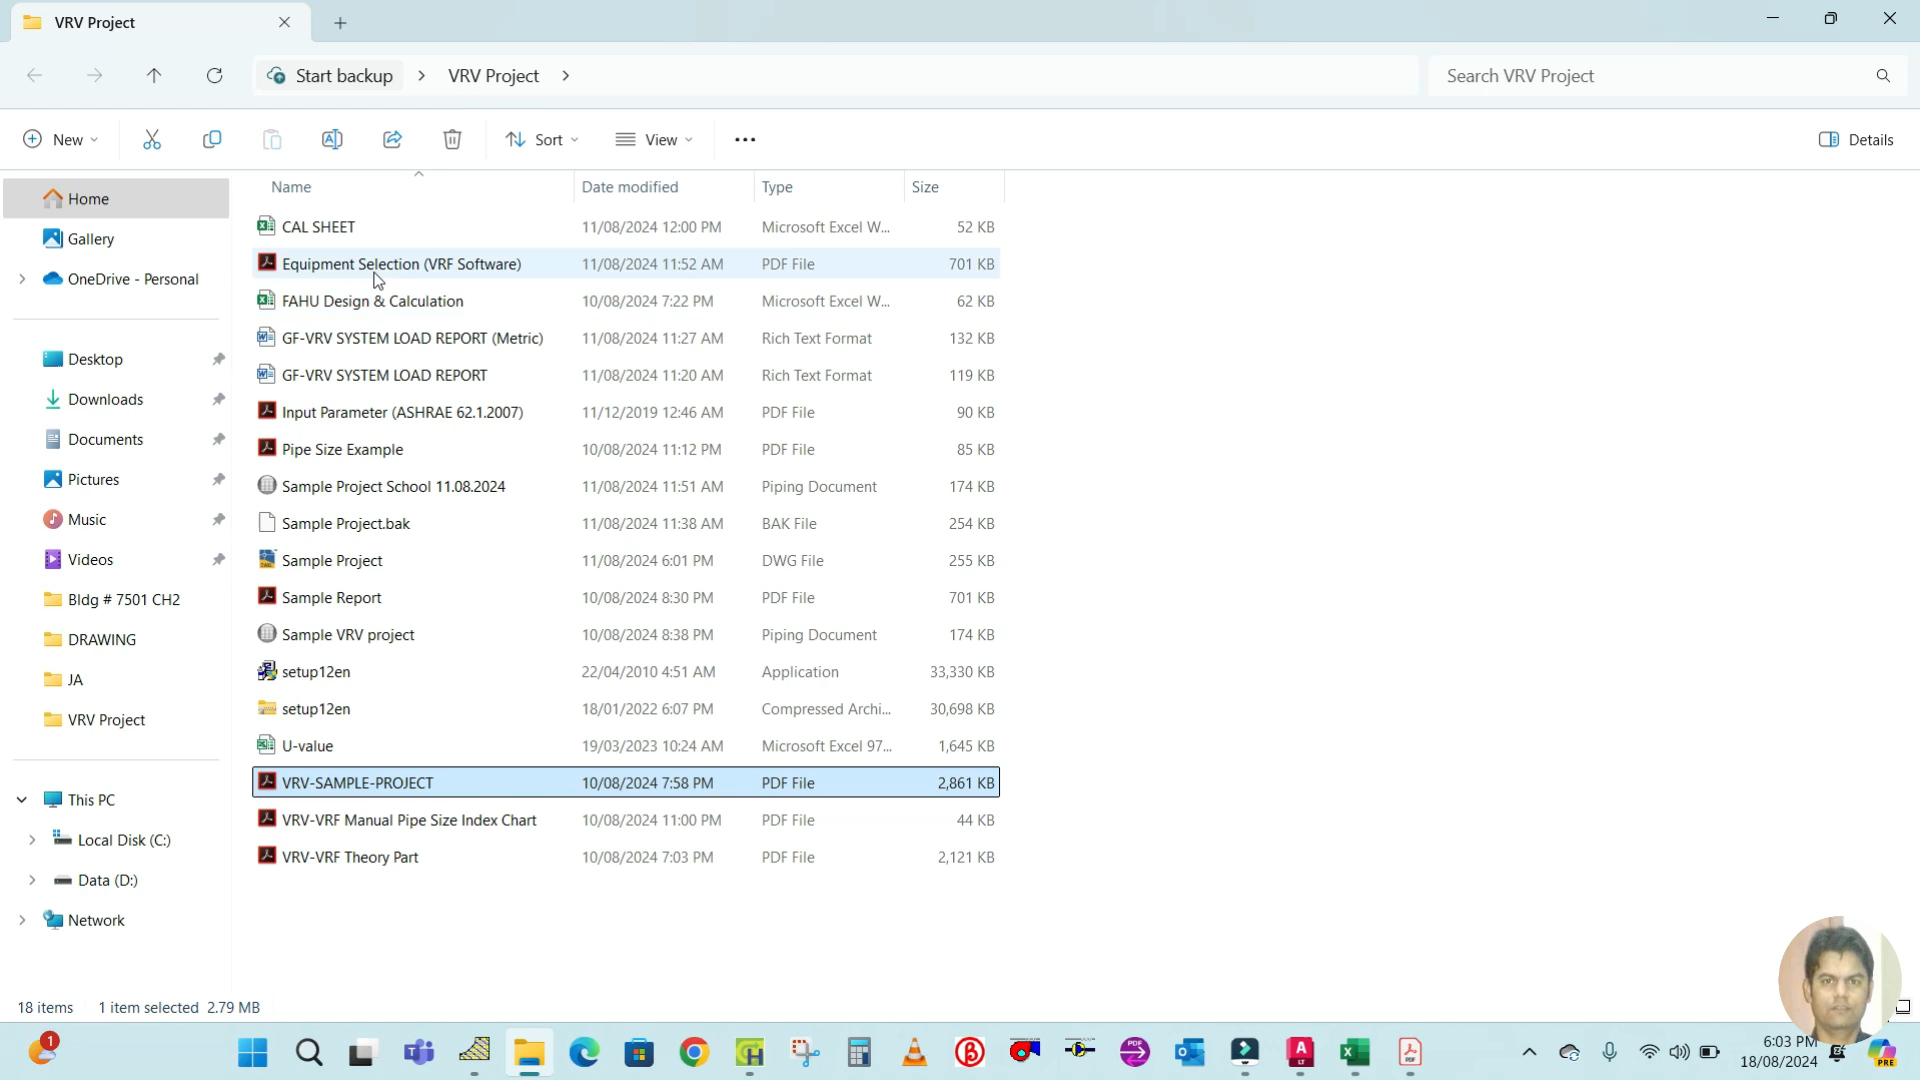 VRV Project
Start backup > VRV Project >
Search VRV Project
New
Sort
View
Details
Name Date modified Type Size
Home
Gallery
OneDrive - Personal
Desktop
Downloads
Documents
Pictures
Music
Videos
Bldg # 7501 CH2
DRAWING
JA
VRV Project
This PC
Local Disk (C:)
Data (D:)
Network
CAL SHEET 11/08/2024 12:00 PM Microsoft Excel W... 52 KB
Equipment Selection (VRF Software) 11/08/2024 11:52 AM PDF File 701 KB
FAHU Design & Calculation 10/08/2024 7:22 PM Microsoft Excel W... 62 KB
GF-VRV SYSTEM LOAD REPORT (Metric) 11/08/2024 11:27 AM Rich Text Format 132 KB
GF-VRV SYSTEM LOAD REPORT 11/08/2024 11:20 AM Rich Text Format 119 KB
Input Parameter (ASHRAE 62.1.2007) 11/12/2019 12:46 AM PDF File 90 KB
Pipe Size Example 10/08/2024 11:12 PM PDF File 85 KB
Sample Project School 11.08.2024 11/08/2024 11:51 AM Piping Document 174 KB
Sample Project.bak 11/08/2024 11:38 AM BAK File 254 KB
Sample Project 11/08/2024 6:01 PM DWG File 255 KB
Sample Report 10/08/2024 8:30 PM PDF File 701 KB
Sample VRV project 10/08/2024 8:38 PM Piping Document 174 KB
setup12en 22/04/2010 4:51 AM Application 33,330 KB
setup12en 18/01/2022 6:07 PM Compressed Archi... 30,698 KB
U-value 19/03/2023 10:24 AM Microsoft Excel 97... 1,645 KB
VRV-SAMPLE-PROJECT 10/08/2024 7:58 PM PDF File 2,861 KB
VRV-VRF Manual Pipe Size Index Chart 10/08/2024 11:00 PM PDF File 44 KB
VRV-VRF Theory Part 10/08/2024 7:03 PM PDF File 2,121 KB
18 items 1 item selected 2.79 MB
1
PDF
LT
PDF
6:03 PM
18/08/2024
PRE